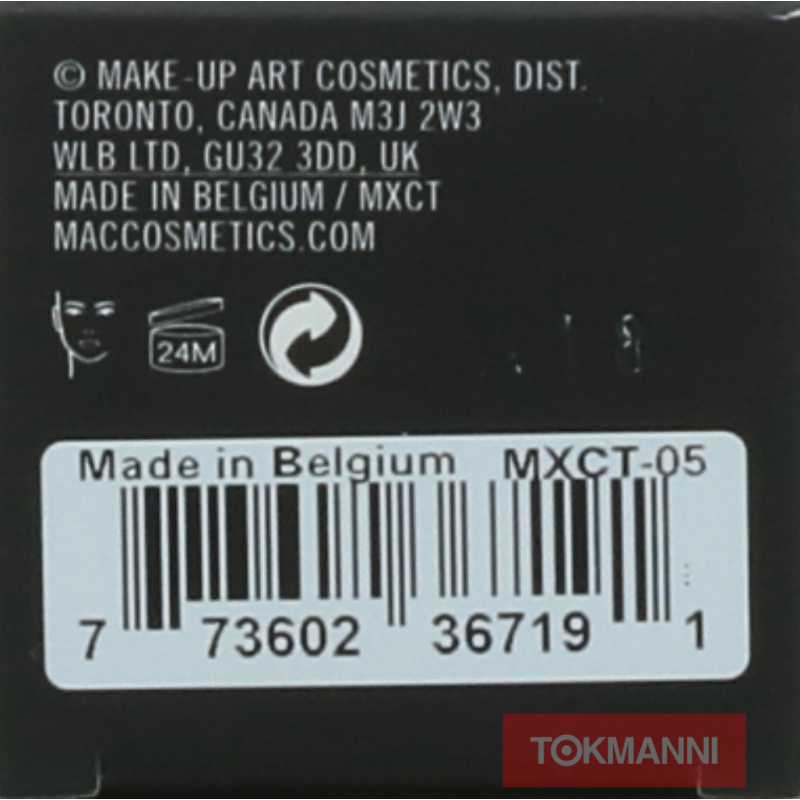 © MAKE-UP ART COSMETICS, DIST.
TORONTO, CANADA M3J 2W3
WLB LTD, GU32 3DD, UK
MADE IN BELGIUM / MXCT
MACCOSMETICS.COM
24M
Made in Belgium MXCT-05
7 73602 36719 1
TOKMANNI